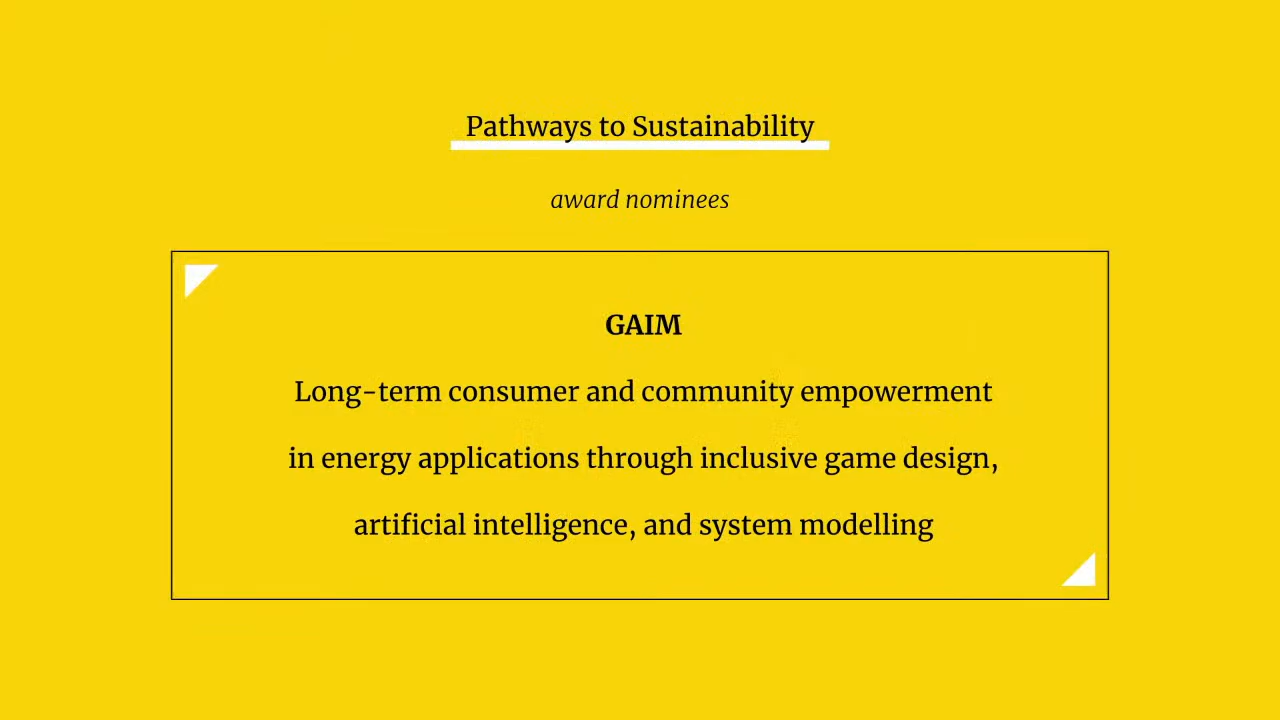 Pathways to Sustainability
award nominees
GAIM
Long-term consumer and community empowerment
in energy applications through inclusive game design,
artificial intelligence, and system modelling